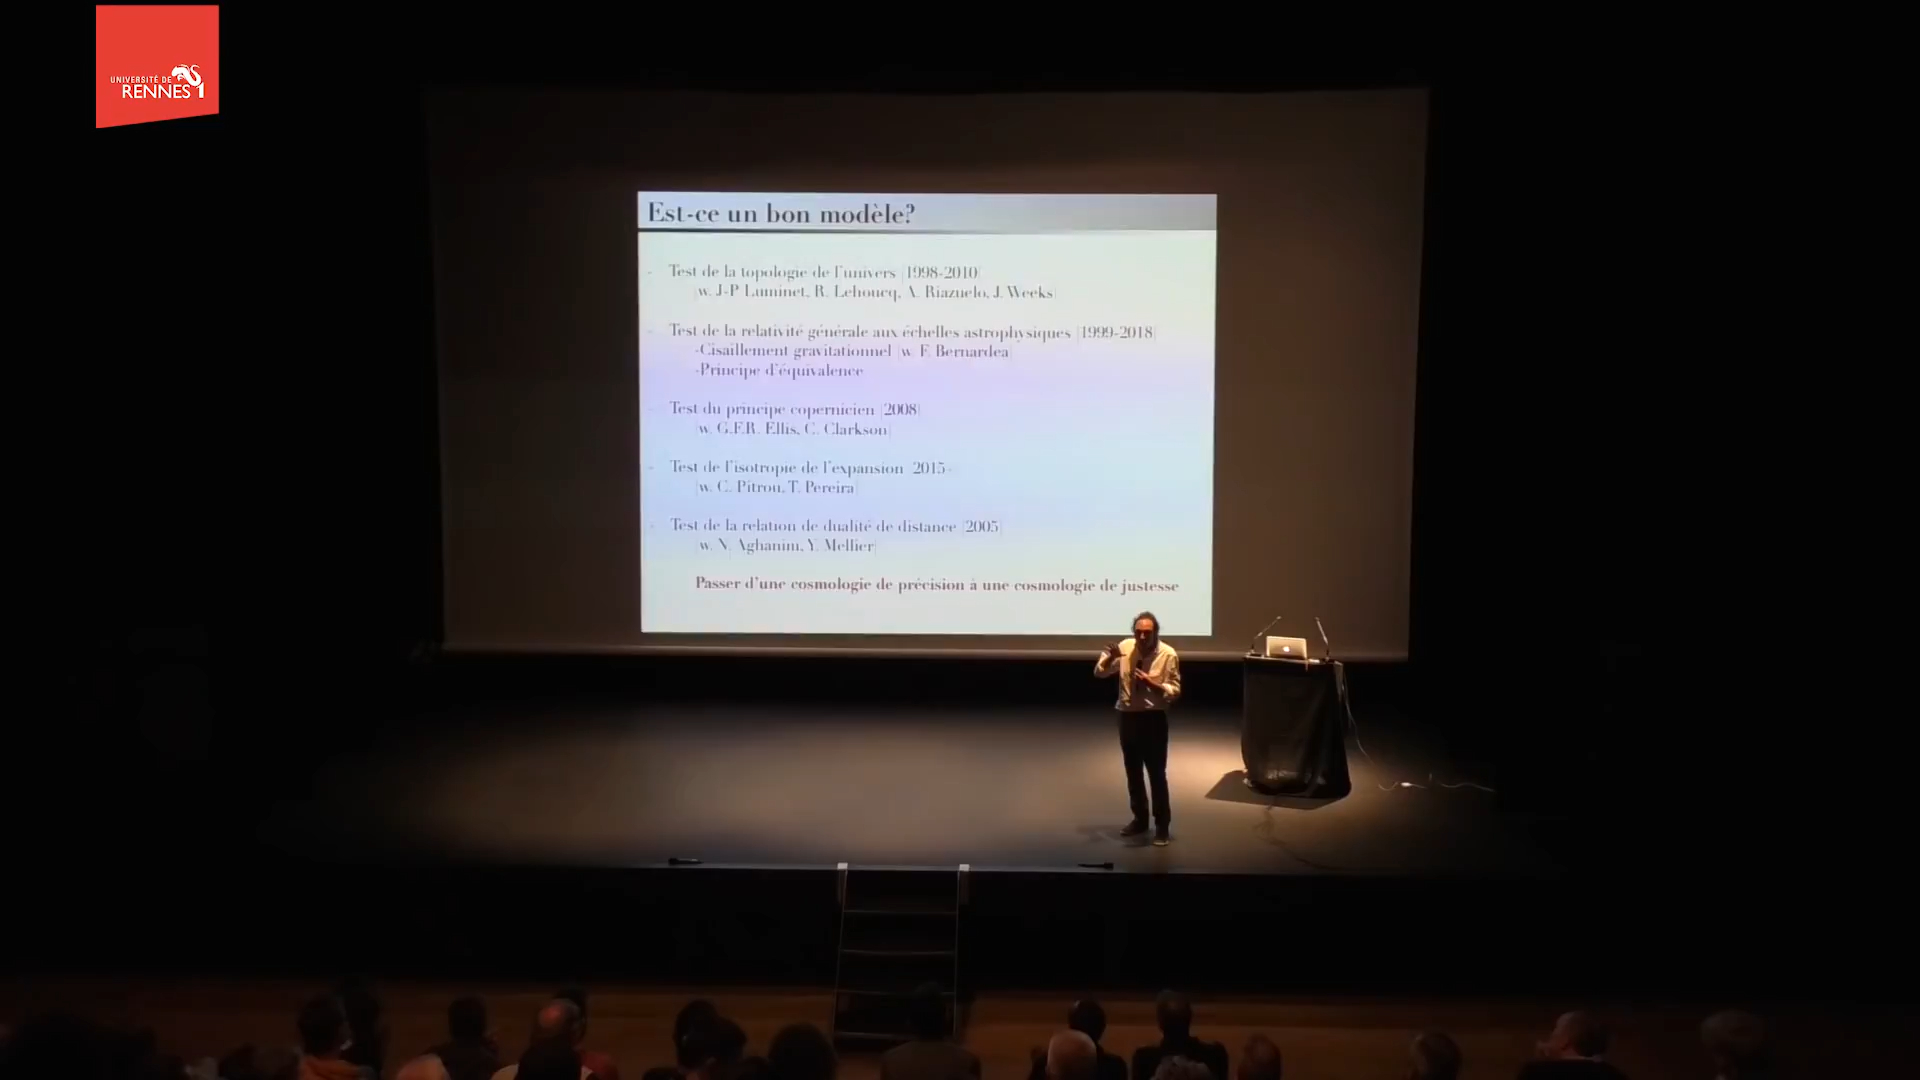 UNIVERSITÉ DE
RENNES 1
Est-ce un bon modèle?
- Test de la topologie de l'univers [1998-2010]
[w. J-P Luminet, R. Lehoucq, A. Riazuelo, J. Weeks]
- Test de la relativité générale aux échelles astrophysiques [1999-2018]
-Cisaillement gravitationnel [w. F. Bernardea]
-Principe d'équivalence
- Test du principe copernicien [2008]
[w. G.F.R. Ellis, C. Clarkson]
- Test de l'isotropie de l'expansion [2015-]
[w. C. Pitrou, T. Pereira]
- Test de la relation de dualité de distance [2005]
[w. N. Aghanim, Y. Mellier]
Passer d'une cosmologie de précision à une cosmologie de justesse